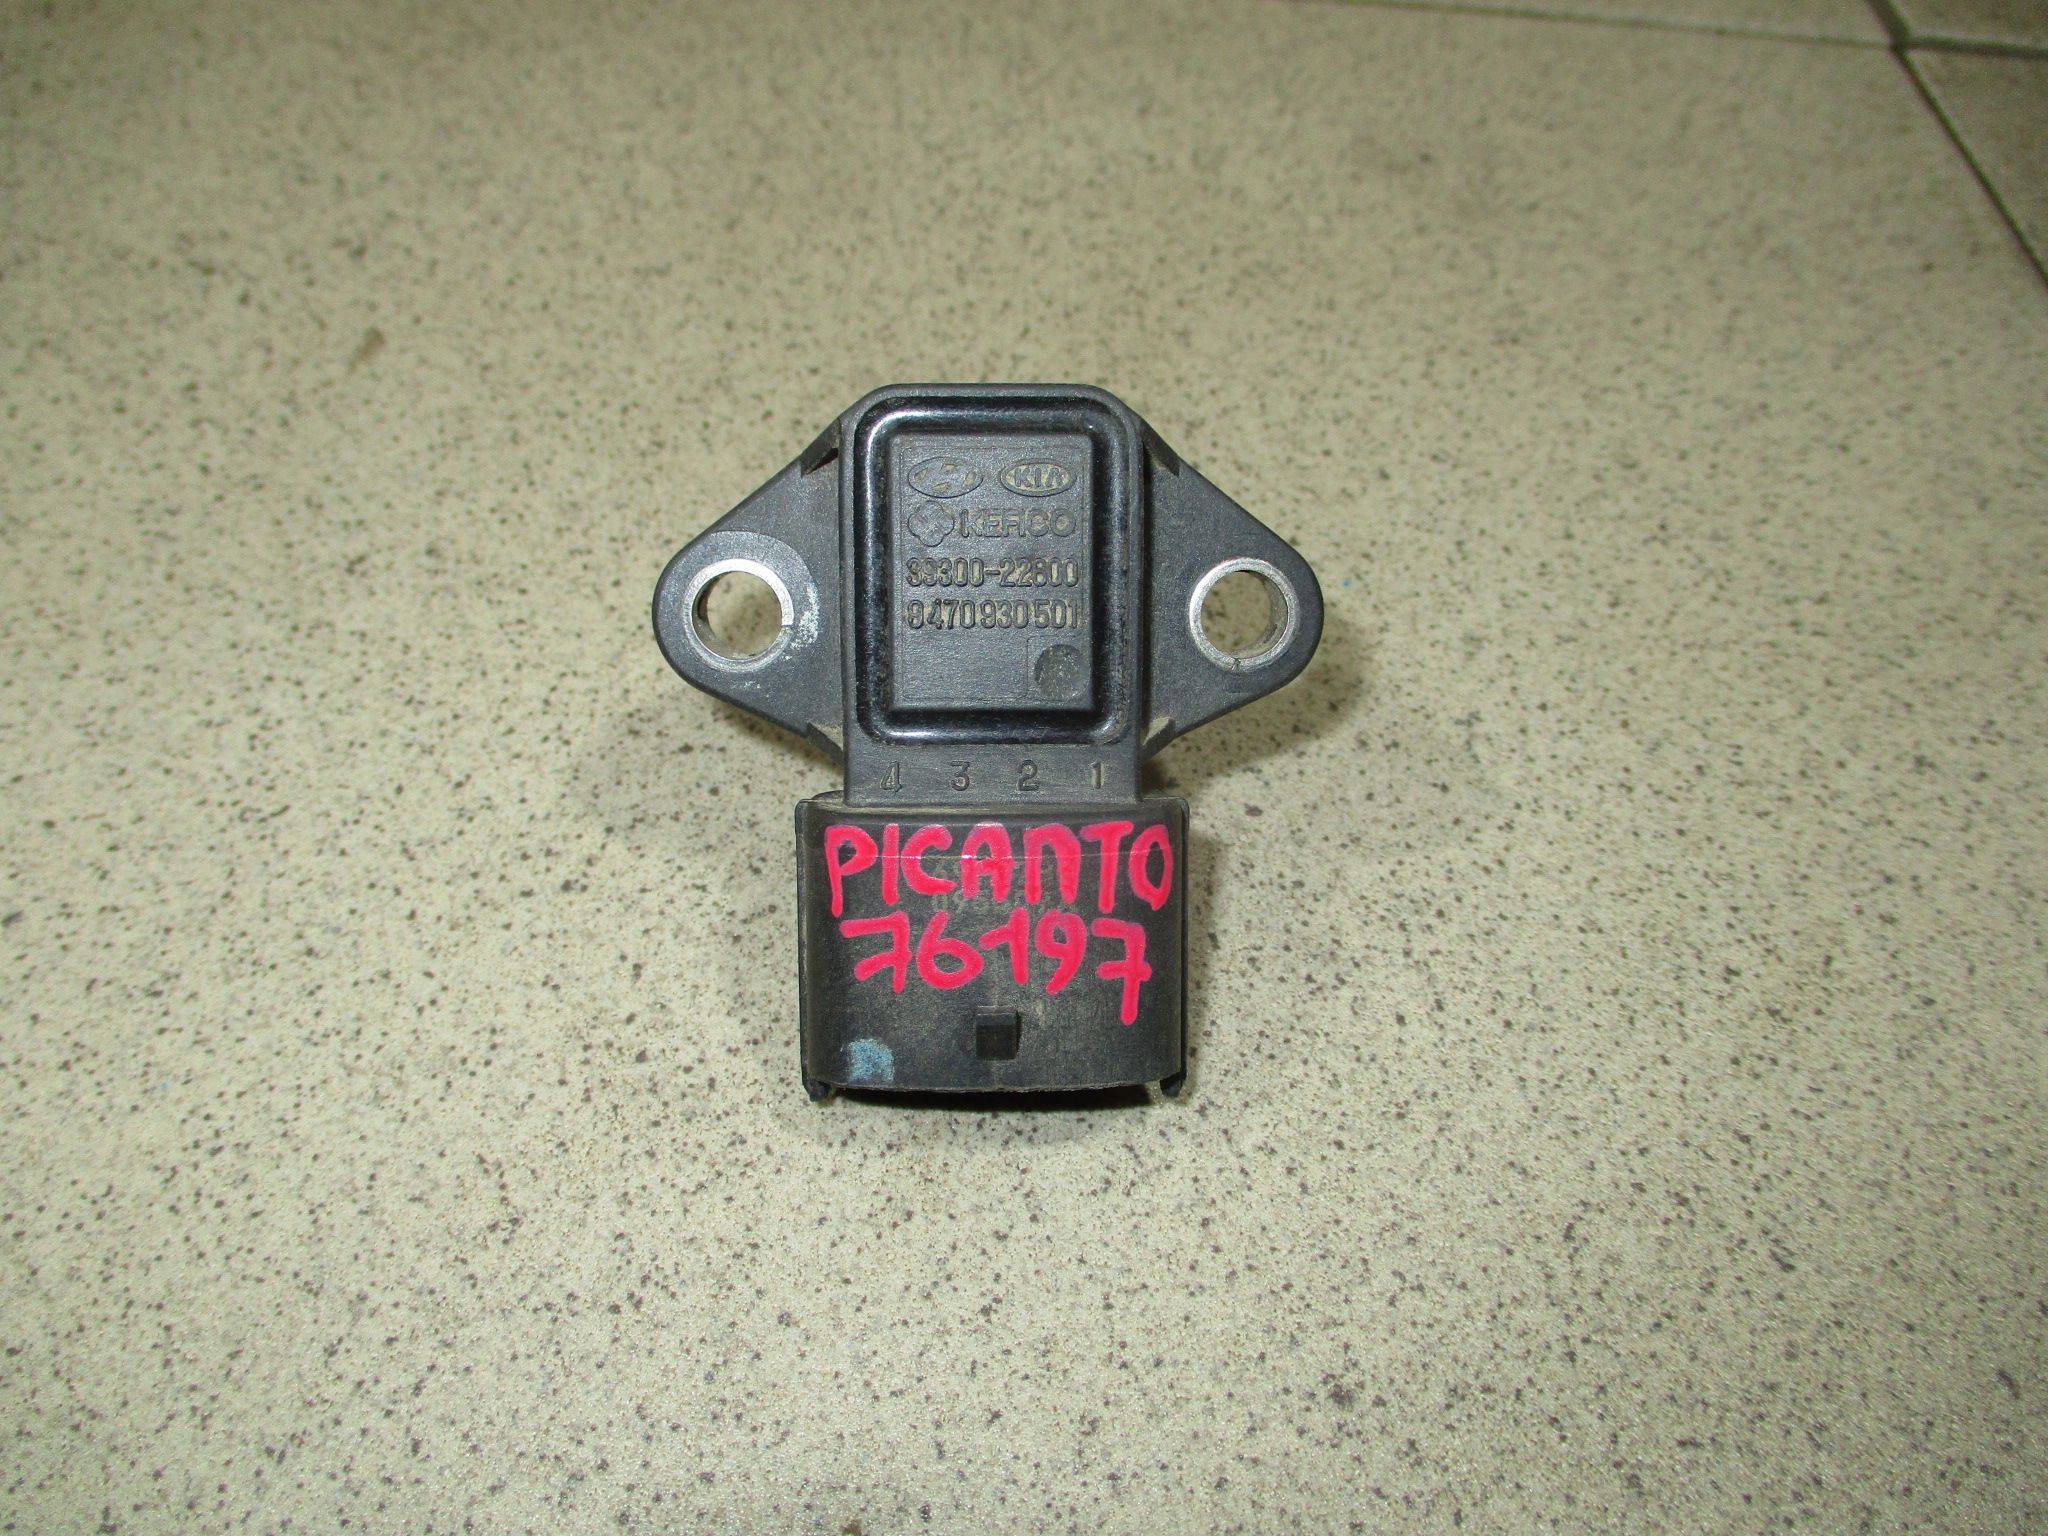 KIA
KEFICO
39300-22600
9470930501
4 3 2 1
PICANTO
76197